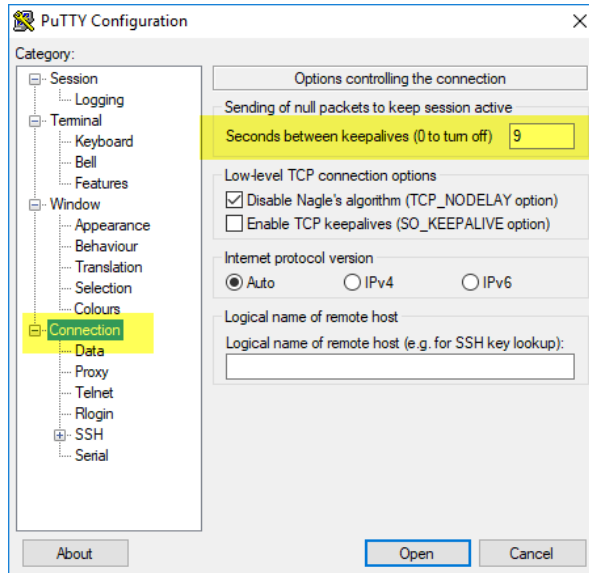 PuTTY Configuration
Category:
Session
Logging
Terminal
Keyboard
Bell
Features
Window
Appearance
Behaviour
Translation
Selection
Colours
Connection
Data
Proxy
Telnet
Rlogin
SSH
Serial
Options controlling the connection
Sending of null packets to keep session active
Seconds between keepalives (0 to turn off) 9
Low-level TCP connection options
Disable Nagle's algorithm (TCP_NODELAY option)
Enable TCP keepalives (SO_KEEPALIVE option)
Internet protocol version
Auto IPv4 IPv6
Logical name of remote host
Logical name of remote host (e.g. for SSH key lookup):
About Open Cancel